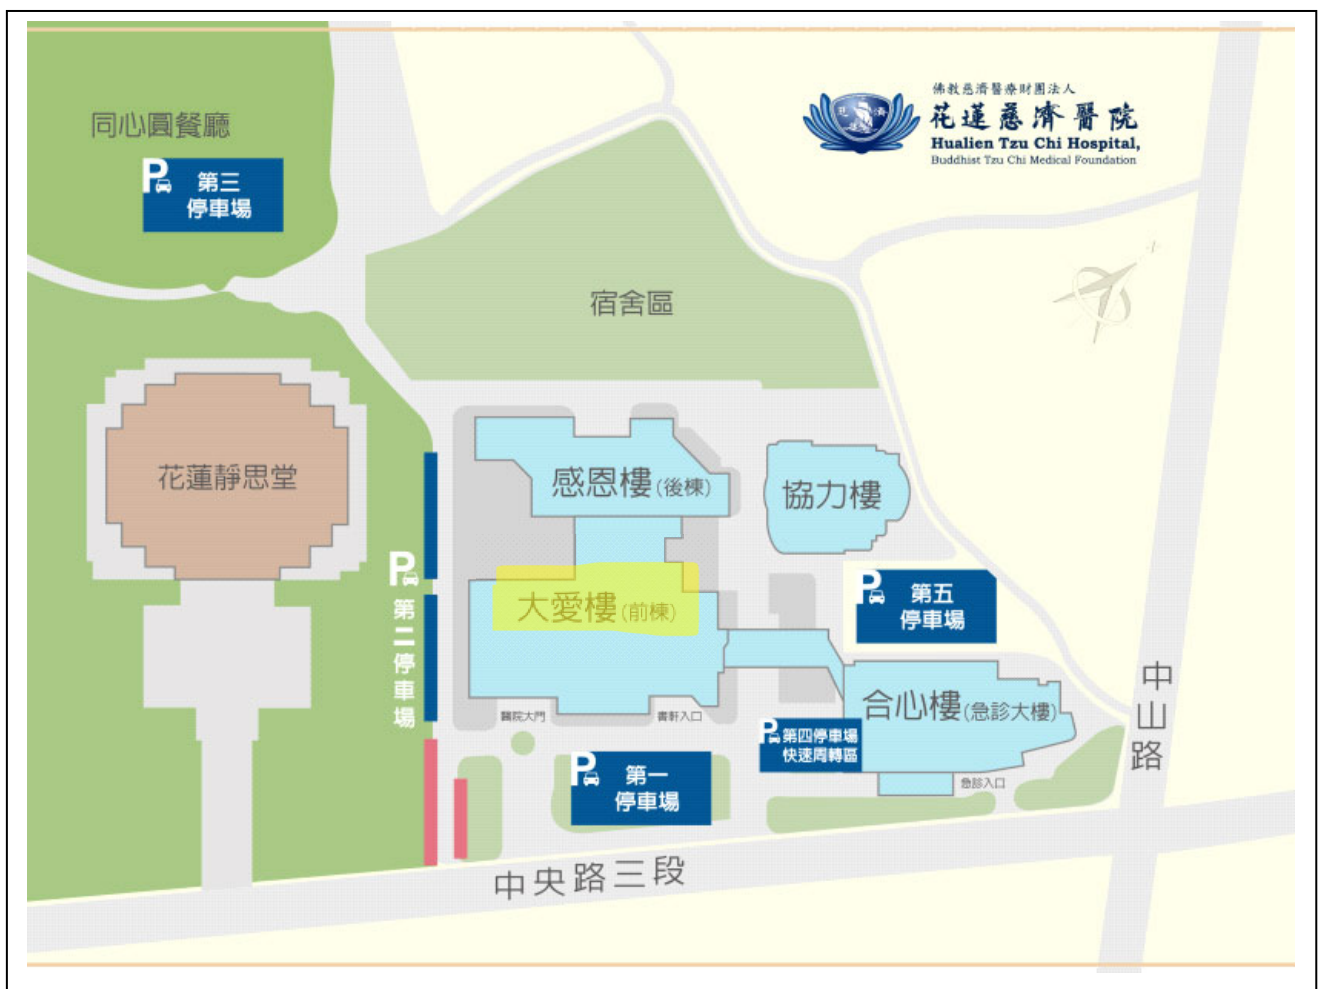 佛教慈濟醫療財團法人
花蓮慈濟醫院
Hualien Tzu Chi Hospital,
Buddhist Tzu Chi Medical Foundation
同心圓餐廳
P 第三
停車場
宿舍區
花蓮靜思堂
感恩樓(後棟)
協力樓
P
第二停車場
大愛樓(前棟)
P 第五
停車場
醫院大門
書軒入口
合心樓(急診大樓)
P 第四停車場
快速周轉區
急診入口
P 第一
停車場
中山路
中央路三段